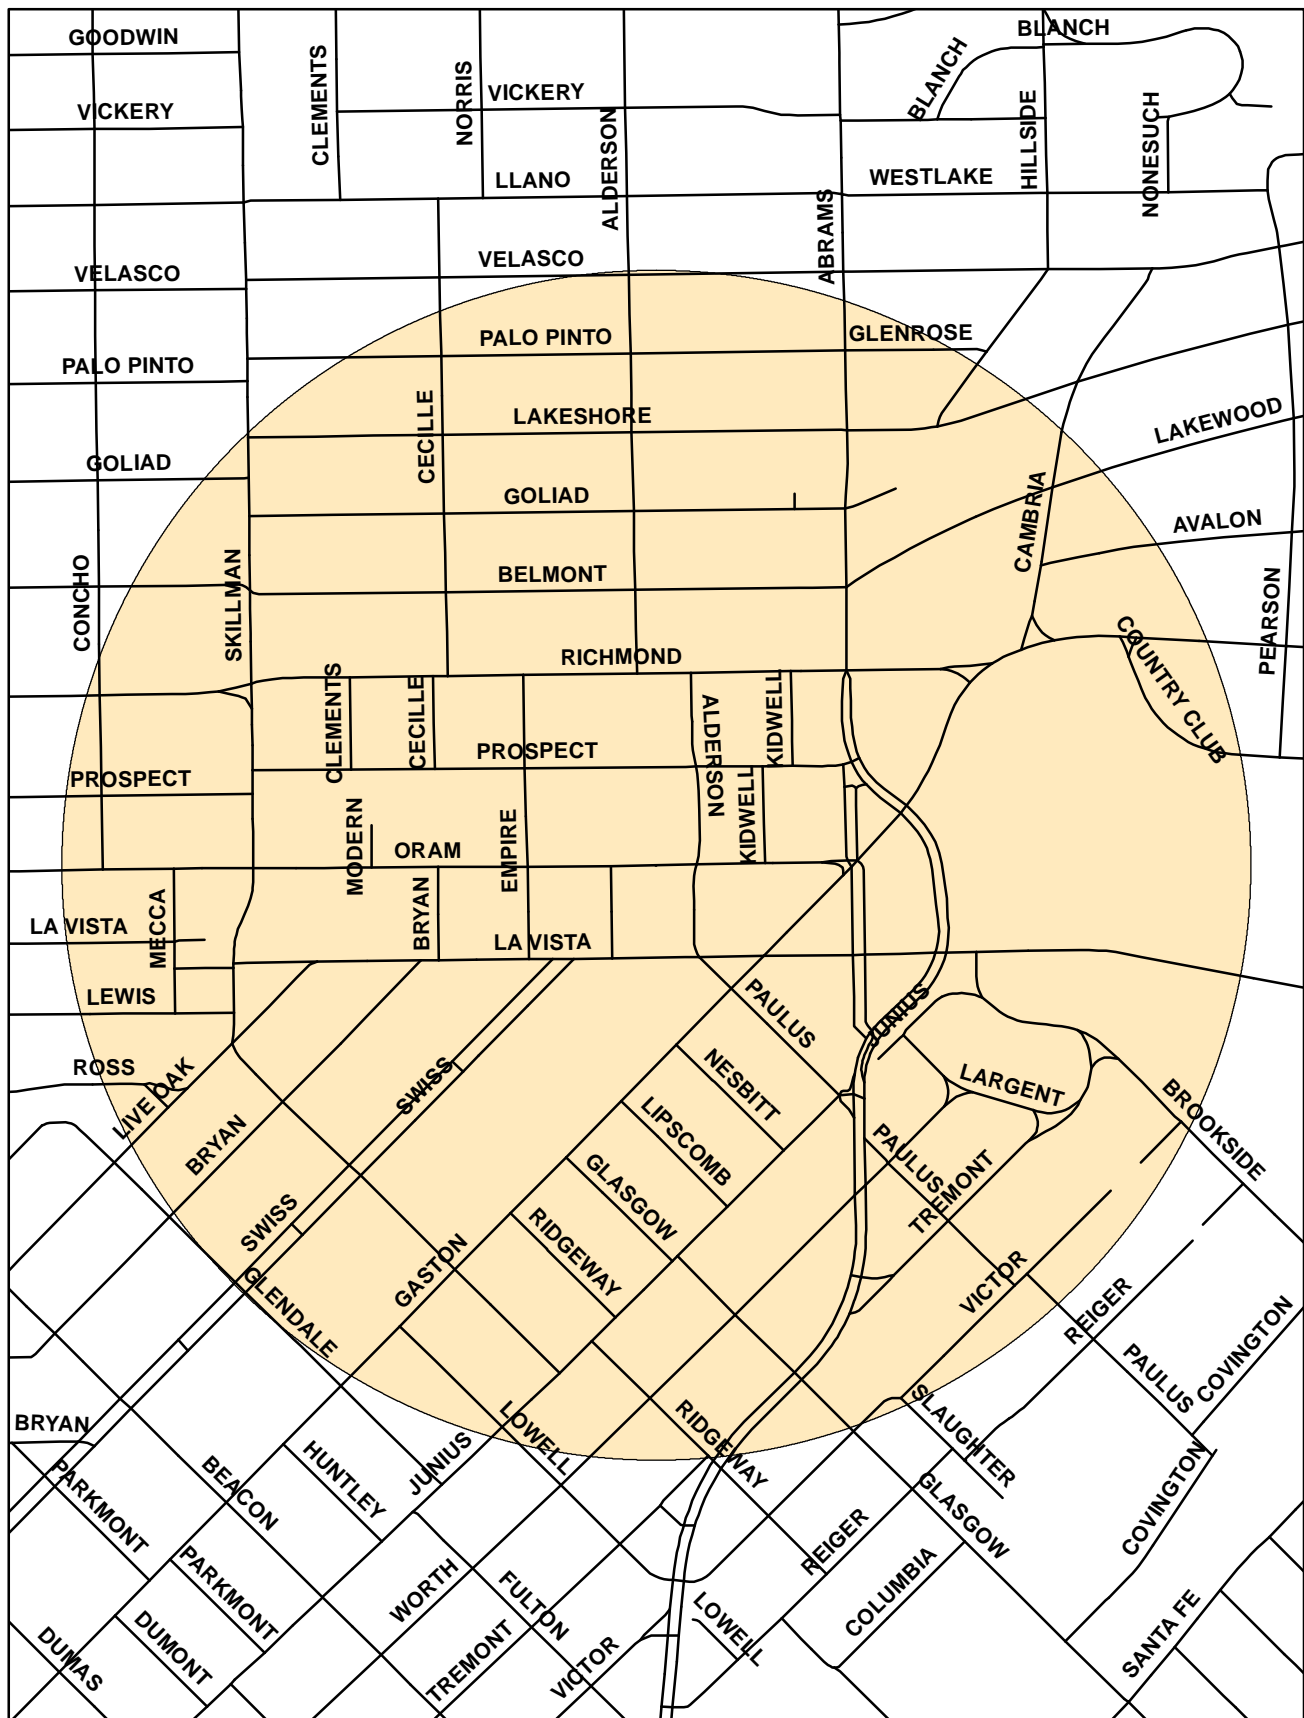 GOODWIN
BLANCH
VICKERY
CLEMENTS
NORRIS
VICKERY
BLANCH
ALDERSON
HILLSIDE
NONESUCH
LLANO
WESTLAKE
ABRAMS
VELASCO
VELASCO
PALO PINTO
PALO PINTO
GLENROSE
CECILLE
LAKESHORE
LAKEWOOD
GOLIAD
GOLIAD
CAMBRIA
AVALON
CONCHO
SKILLMAN
BELMONT
PEARSON
RICHMOND
COUNTRY CLUB
CLEMENTS
CECILLE
PROSPECT
ALDERSON
KIDWELL
PROSPECT
MODERN
ORAM
EMPIRE
KIDWELL
MECCA
BRYAN
LA VISTA
LA VISTA
LEWIS
PAULUS
JUNIUS
ROSS
LIVE OAK
SWISS
NESBITT
LARGENT
BROOKSIDE
BRYAN
LIPSCOMB
PAULUS
GLASGOW
TREMONT
SWISS
RIDGEWAY
GASTON
GLENDALE
VICTOR
REIGER
COVINGTON
PAULUS
BRYAN
LOWELL
RIDGEWAY
SLAUGHTER
PARKMONT
BEACON
HUNTLEY
JUNIUS
GLASGOW
COVINGTON
PARKMONT
WORTH
FULTON
REIGER
COLUMBIA
DUMAS
DUMONT
TREMONT
VICTOR
LOWELL
SANTA FE